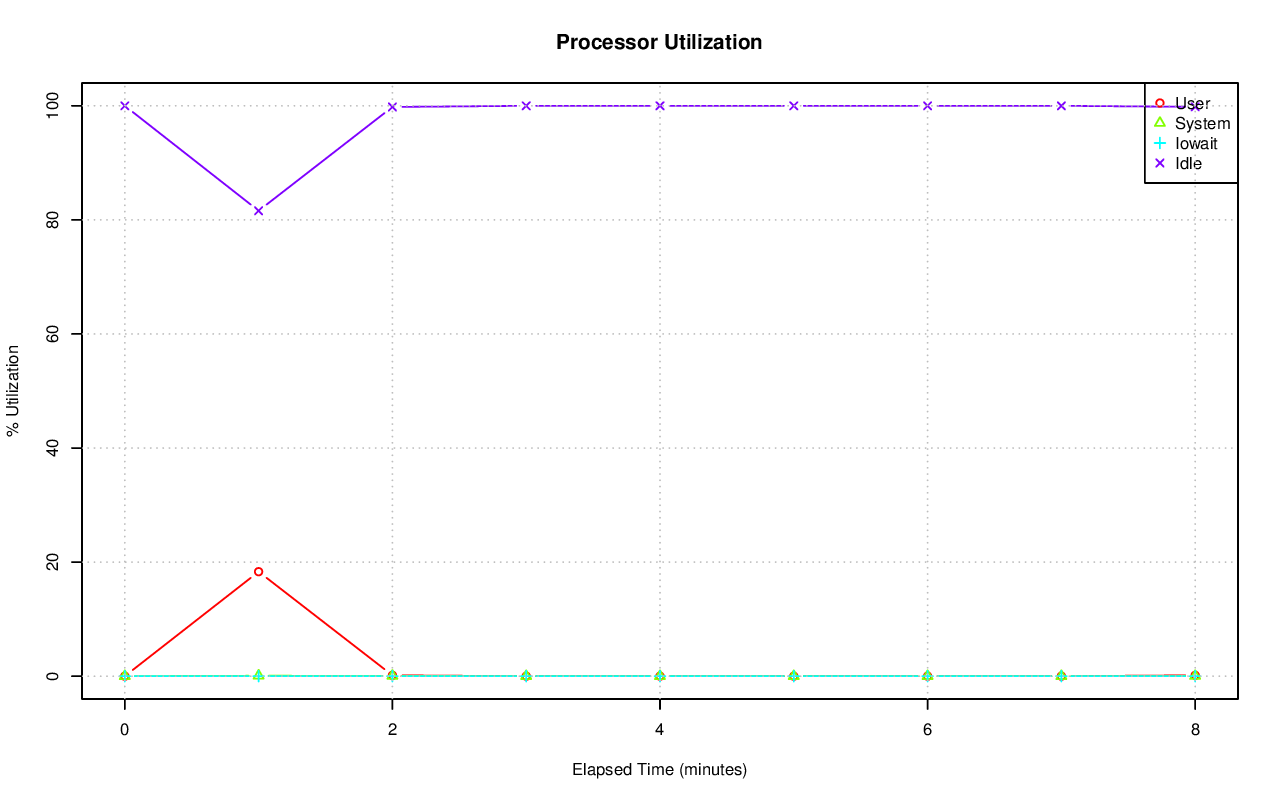 Processor Utilization
100
80
60
40
20
0
% Utilization
User
System
Iowait
Idle
0 2 4 6 8
Elapsed Time (minutes)